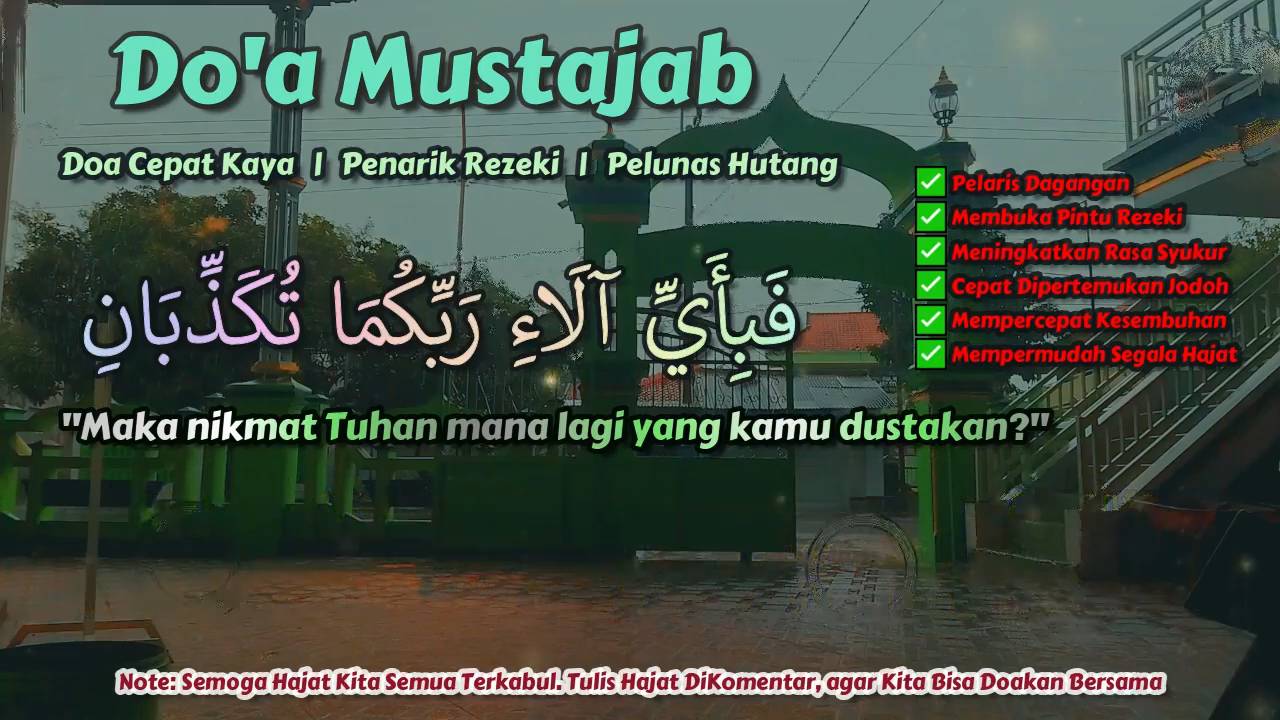 Do'a Mustajab
Doa Cepat Kaya | Penarik Rezeki | Pelunas Hutang
Pelaris Dagangan
Membuka Pintu Rezeki
Meningkatkan Rasa Syukur
Cepat Dipertemukan Jodoh
Mempercepat Kesembuhan
Mempermudah Segala Hajat
فَبِأَيِّ آلَاءِ رَبِّكُمَا تُكَذِّبَانِ
"Maka nikmat Tuhan mana lagi yang kamu dustakan?"
Note: Semoga Hajat Kita Semua Terkabul. Tulis Hajat DiKomentar, agar Kita Bisa Doakan Bersama